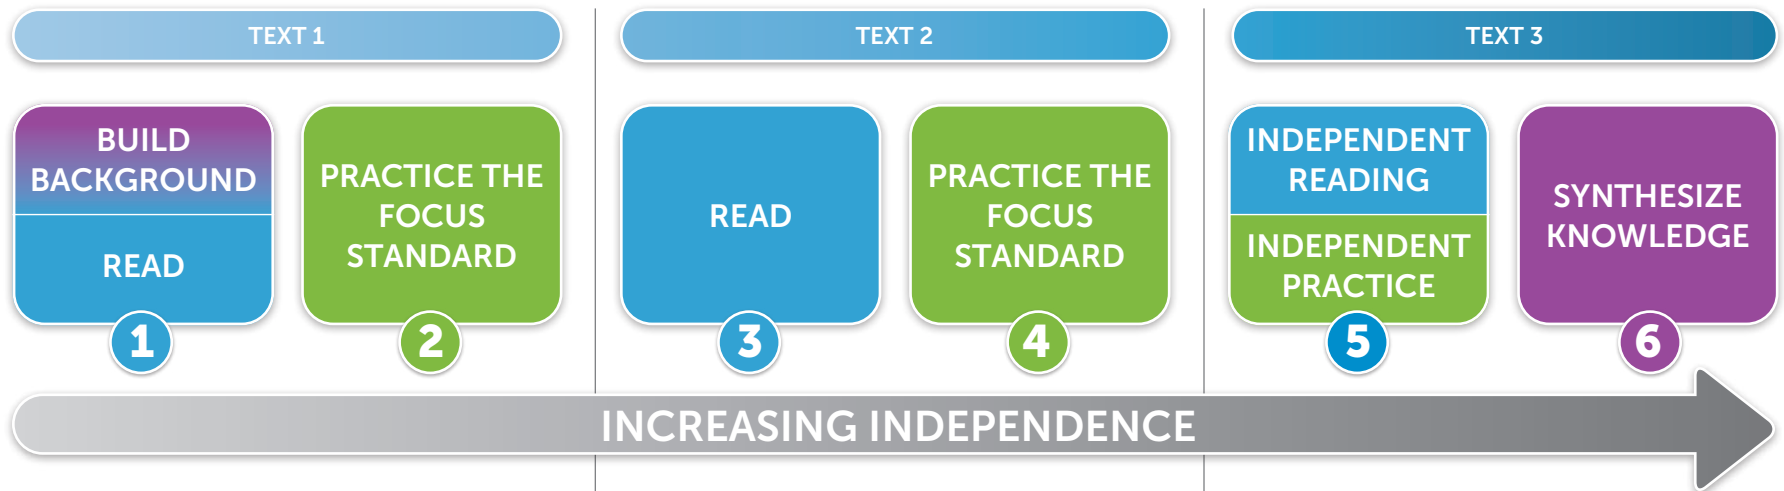 TEXT 1
TEXT 2
TEXT 3
BUILD
BACKGROUND
READ
1
PRACTICE THE
FOCUS
STANDARD
2
READ
3
PRACTICE THE
FOCUS
STANDARD
4
INDEPENDENT
READING
INDEPENDENT
PRACTICE
5
SYNTHESIZE
KNOWLEDGE
6
INCREASING INDEPENDENCE